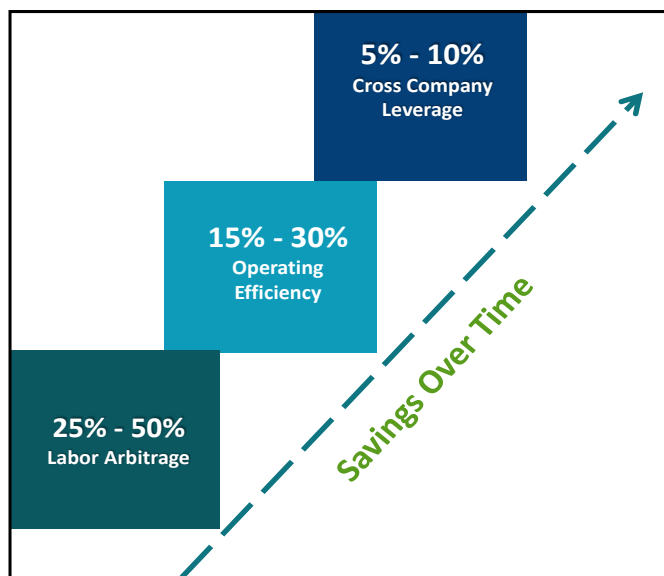 5% - 10%
Cross Company
Leverage
15% - 30%
Operating
Efficiency
25% - 50%
Labor Arbitrage
Savings Over Time